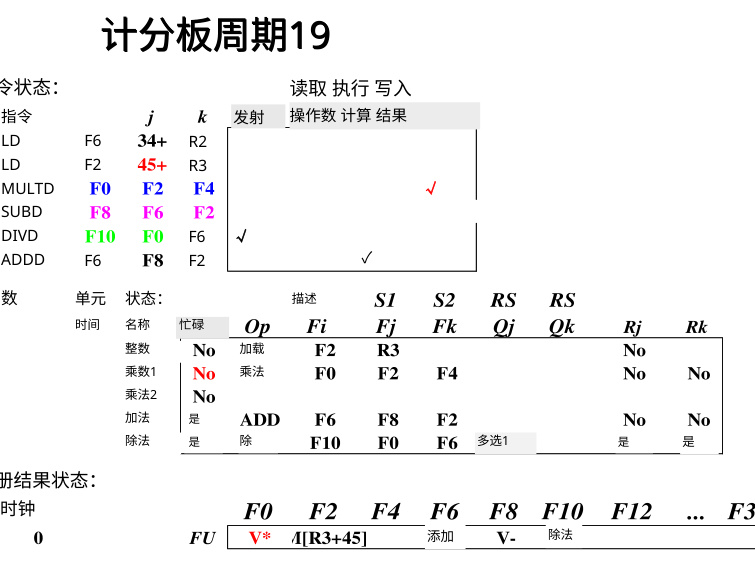 计分板周期19
令状态：
读取 执行 写入
指令 j k 发射 操作数 计算 结果
LD F6 34+ R2
LD F2 45+ R3
MULTD F0 F2 F4 √
SUBD F8 F6 F2
DIVD F10 F0 F6 √
ADDD F6 F8 F2 ✓
数 单元 状态： 描述 S1 S2 RS RS
时间 名称 忙碌 Op Fi Fj Fk Qj Qk Rj Rk
整数 No 加载 F2 R3 No
乘数1 No 乘法 F0 F2 F4 No No
乘法2 No
加法 是 ADD F6 F8 F2 No No
除法 是 除 F10 F0 F6 多选1 是 是
册结果状态：
时钟 F0 F2 F4 F6 F8 F10 F12 ... F3
0 FU V* M[R3+45] 添加 V- 除法